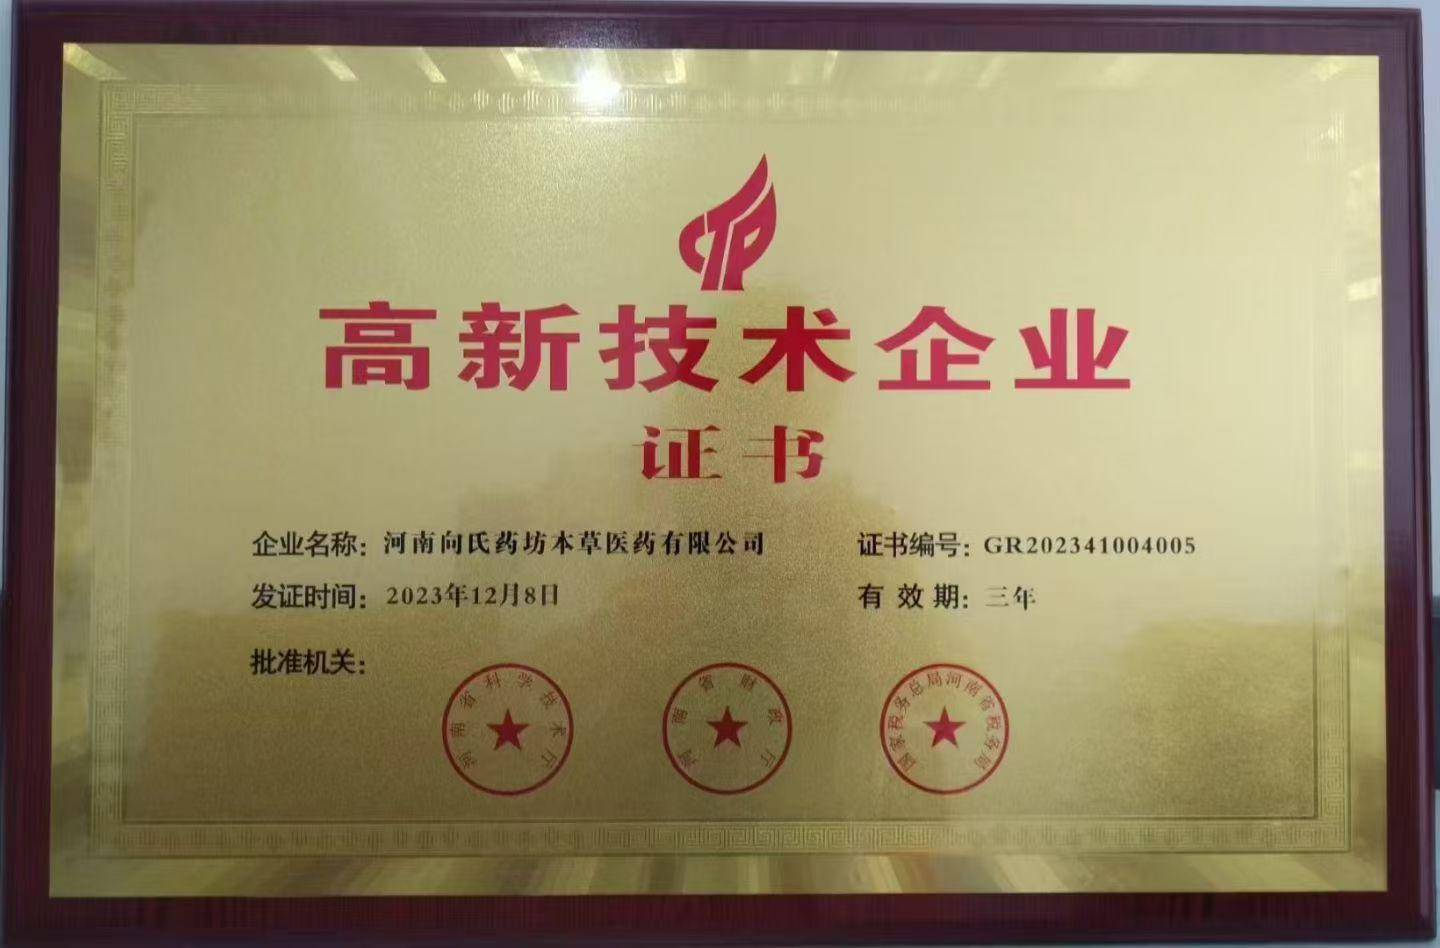 CTP
高新技术企业
证书
企业名称：河南向氏药坊本草医药有限公司 证书编号：GR202341004005
发证时间：2023年12月8日 有效期：三年
批准机关：
河南省科学技术厅
河南省财政厅
国家税务总局河南省税务局